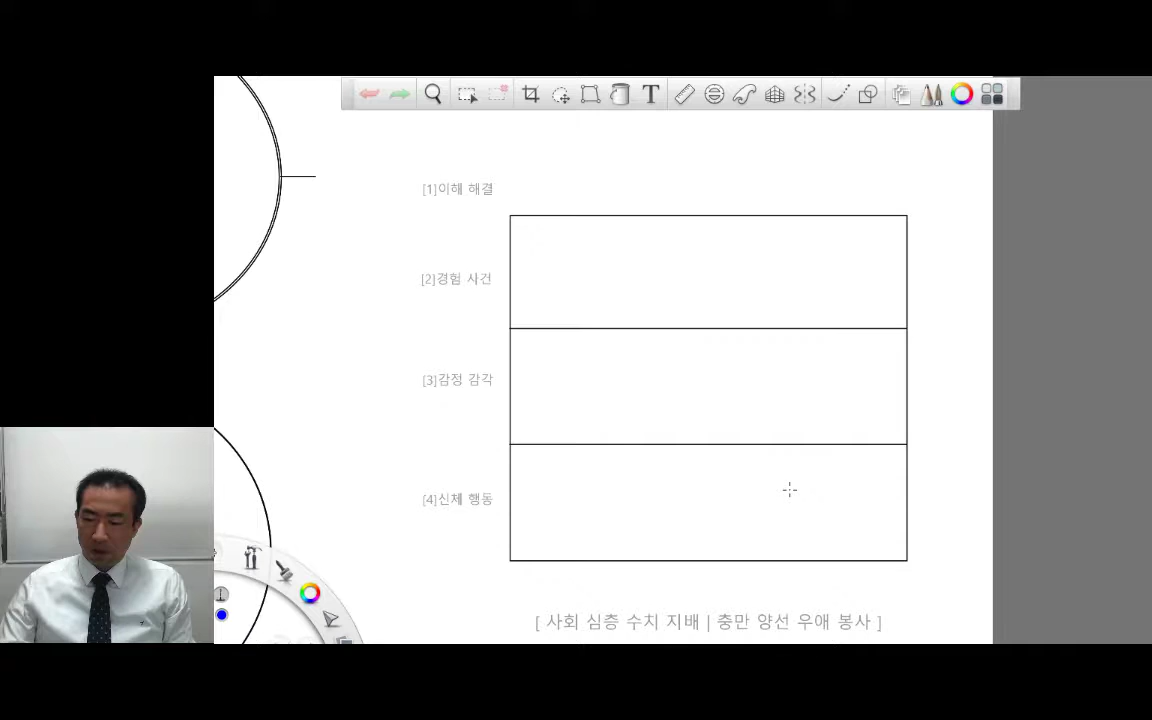 [1]이해 해결
[2]경험 사건
[3]감정 감각
[4]신체 행동
[ 사회 심층 수치 지배 | 충만 양선 우애 봉사 ]